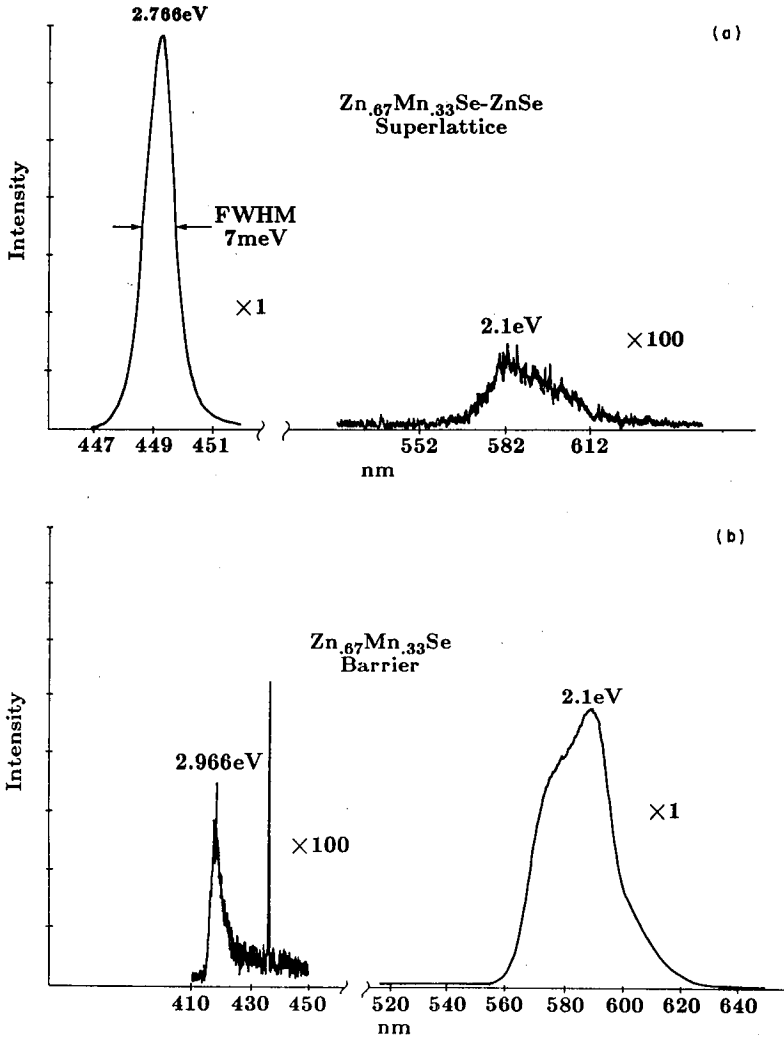 2.766eV
(a)
Zn.67Mn.33Se-ZnSe
Superlattice
Intensity
FWHM
7meV
×1
2.1eV
×100
447 449 451 552 582 612
nm
(b)
Zn.67Mn.33Se
Barrier
Intensity
2.966eV
×100
2.1eV
×1
410 430 450 520 540 560 580 600 620 640
nm